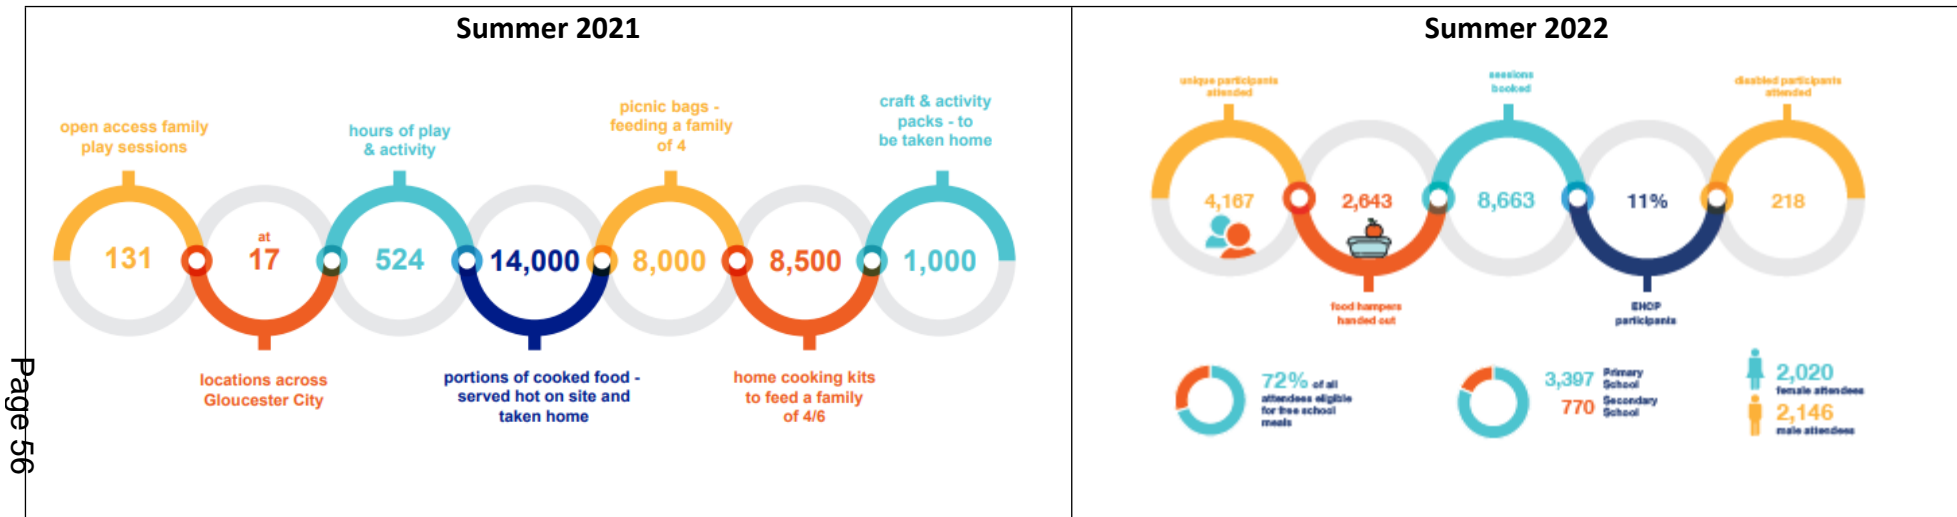 Summer 2021
open access family
play sessions
131
at
17
locations across
Gloucester City
hours of play
& activity
524
14,000
portions of cooked food -
served hot on site and
taken home
picnic bags -
feeding a family
of 4
8,000
8,500
home cooking kits
to feed a family
of 4/6
craft & activity
packs - to
be taken home
1,000
Summer 2022
unique participants
attended
4,167
2,643
food hampers
handed out
sessions
booked
8,663
11%
EHCP
participants
disabled participants
attended
218
72% of all
attendees eligible
for free school
meals
3,397 Primary
School
770 Secondary
School
2,020
female attendees
2,146
male attendees
Page 56